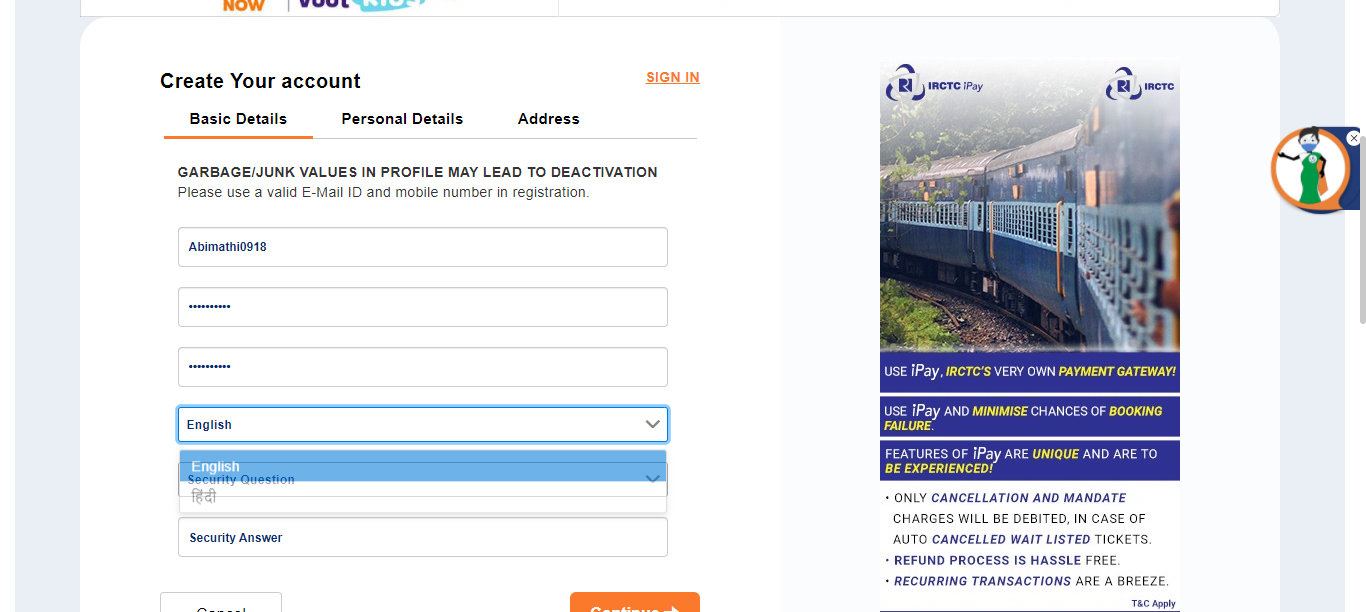 NOW | voot KIDS
Create Your account
SIGN IN
Basic Details
Personal Details
Address
GARBAGE/JUNK VALUES IN PROFILE MAY LEAD TO DEACTIVATION
Please use a valid E-Mail ID and mobile number in registration.
Abimathi0918
••••••••••
••••••••••
English
English
Security Question
हिंदी
Security Answer
Cancel
Continue
IRCTC iPay
IRCTC
USE iPay, IRCTC'S VERY OWN PAYMENT GATEWAY!
USE iPay AND MINIMISE CHANCES OF BOOKING
FAILURE.
FEATURES OF iPay ARE UNIQUE AND ARE TO
BE EXPERIENCED!
• ONLY CANCELLATION AND MANDATE
CHARGES WILL BE DEBITED, IN CASE OF
AUTO CANCELLED WAIT LISTED TICKETS.
• REFUND PROCESS IS HASSLE FREE.
• RECURRING TRANSACTIONS ARE A BREEZE.
T&C Apply